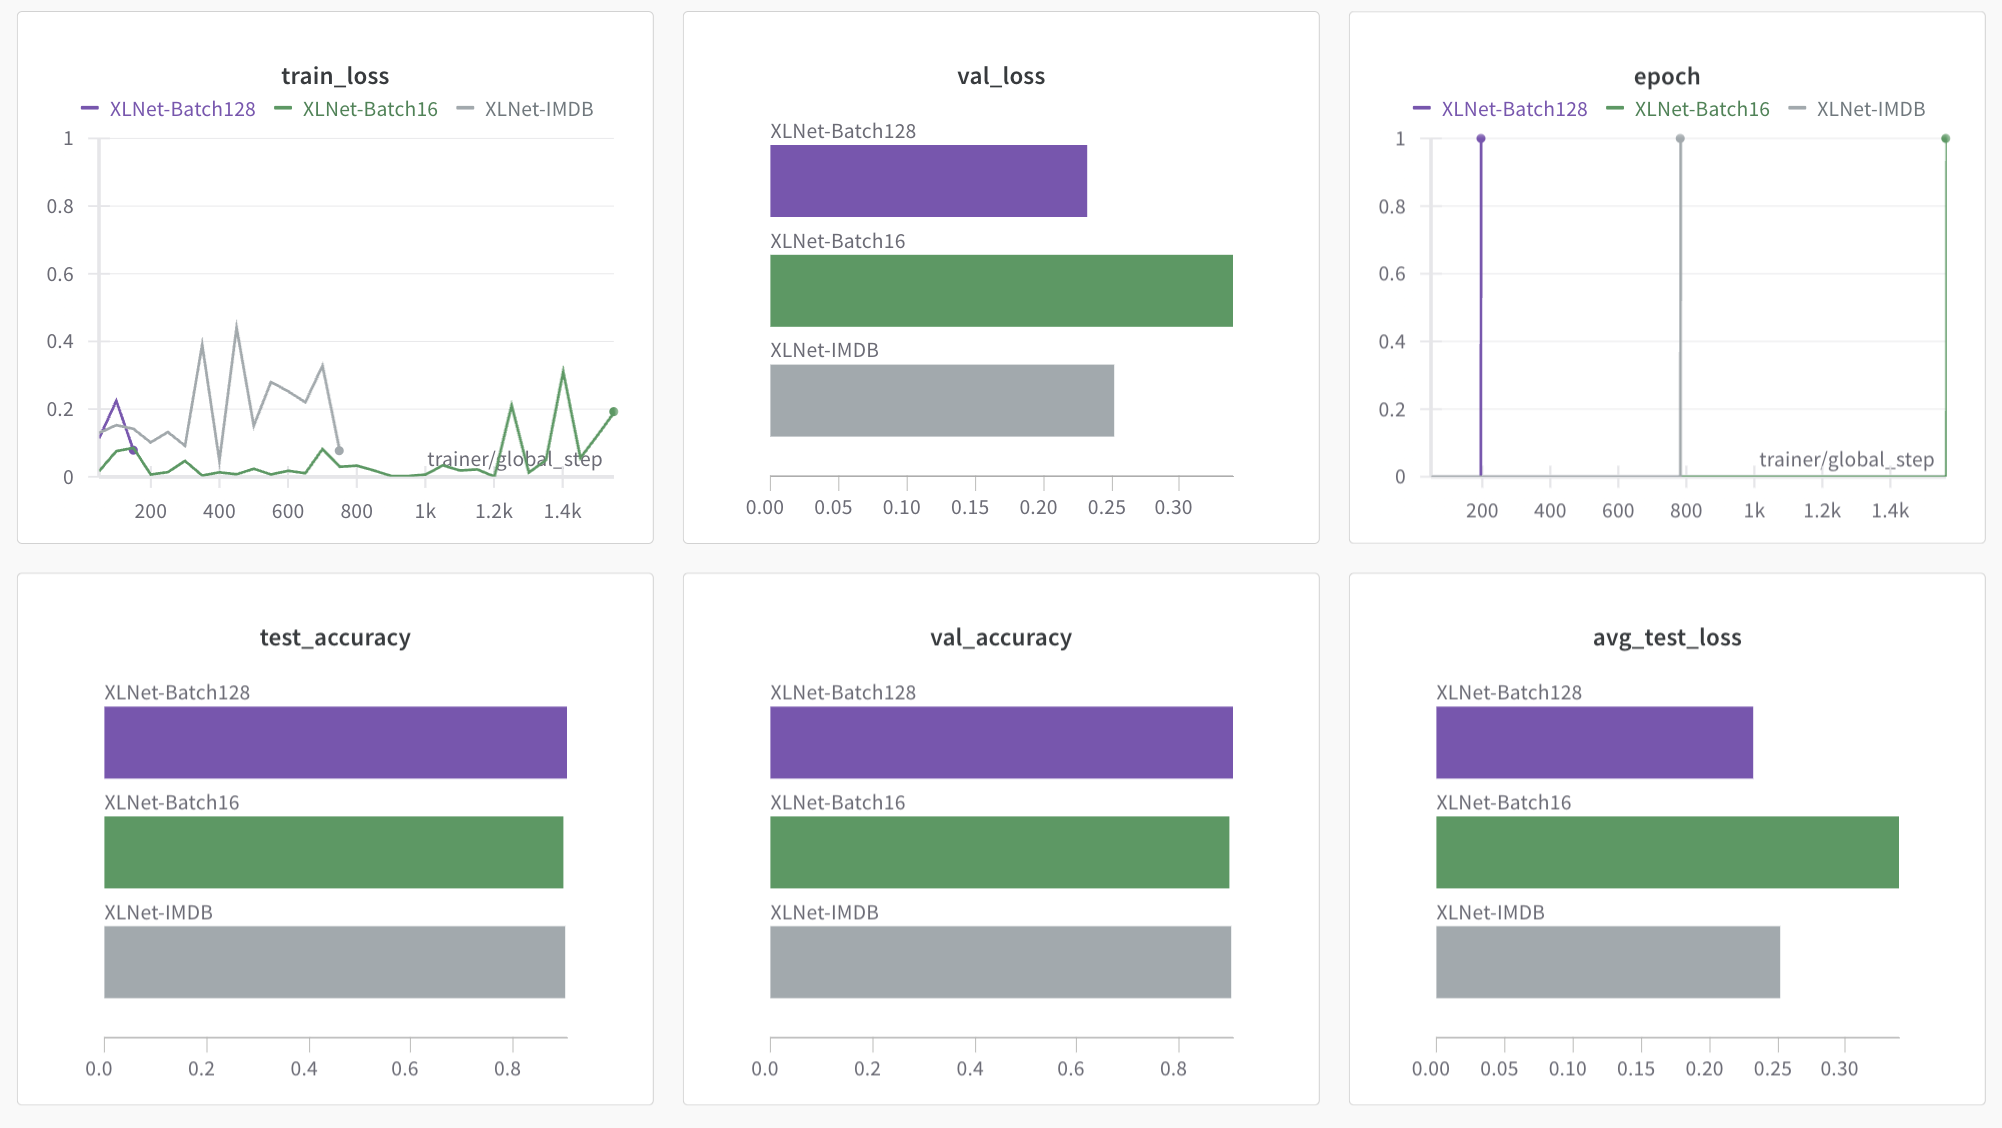 train_loss
XLNet-Batch128 XLNet-Batch16 XLNet-IMDB
1
0.8
0.6
0.4
0.2
0
trainer/global_step
200 400 600 800 1k 1.2k 1.4k
val_loss
XLNet-Batch128
XLNet-Batch16
XLNet-IMDB
0.00 0.05 0.10 0.15 0.20 0.25 0.30
epoch
XLNet-Batch128 XLNet-Batch16 XLNet-IMDB
1
0.8
0.6
0.4
0.2
0
trainer/global_step
200 400 600 800 1k 1.2k 1.4k
test_accuracy
XLNet-Batch128
XLNet-Batch16
XLNet-IMDB
0.0 0.2 0.4 0.6 0.8
val_accuracy
XLNet-Batch128
XLNet-Batch16
XLNet-IMDB
0.0 0.2 0.4 0.6 0.8
avg_test_loss
XLNet-Batch128
XLNet-Batch16
XLNet-IMDB
0.00 0.05 0.10 0.15 0.20 0.25 0.30